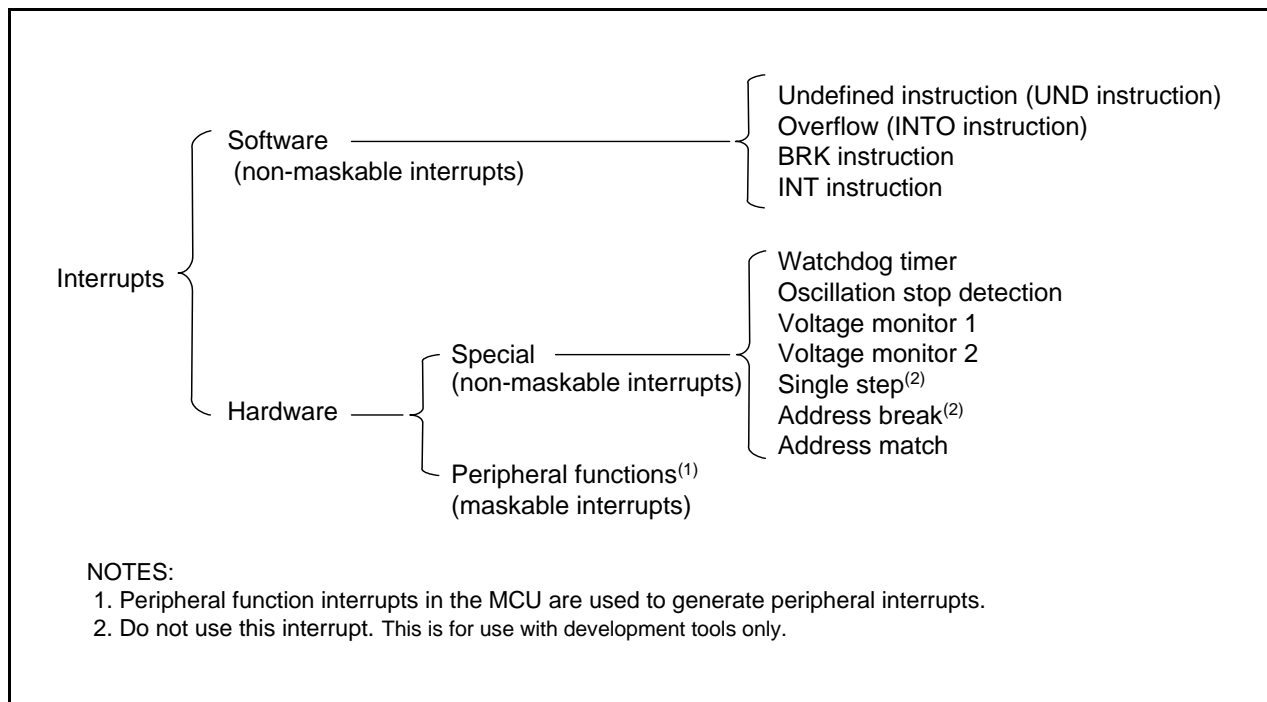 Interrupts
Software
(non-maskable interrupts)
Undefined instruction (UND instruction)
Overflow (INTO instruction)
BRK instruction
INT instruction
Hardware
Special
(non-maskable interrupts)
Watchdog timer
Oscillation stop detection
Voltage monitor 1
Voltage monitor 2
Single step(2)
Address break(2)
Address match
Peripheral functions(1)
(maskable interrupts)
NOTES:
1. Peripheral function interrupts in the MCU are used to generate peripheral interrupts.
2. Do not use this interrupt. This is for use with development tools only.